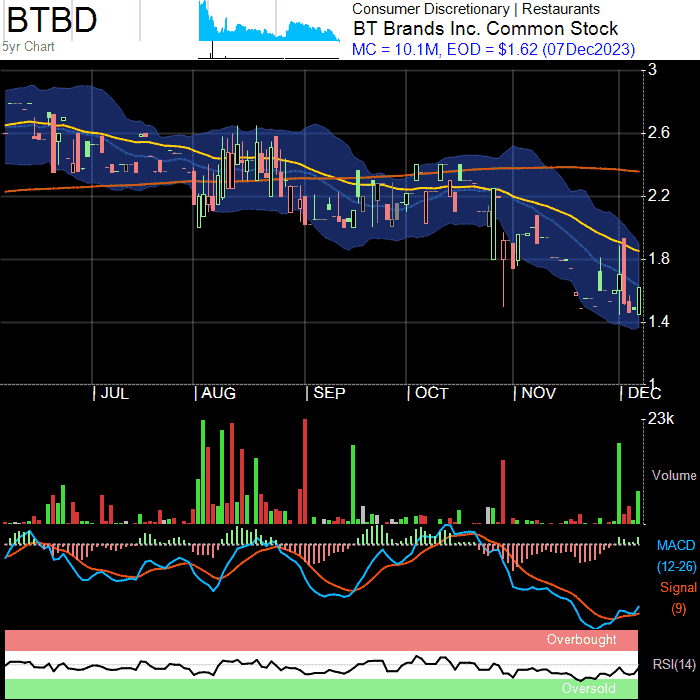 BTBD
5yr Chart
Consumer Discretionary | Restaurants
BT Brands Inc. Common Stock
MC = 10.1M, EOD = $1.62 (07Dec2023)
3
2.6
2.2
1.8
1.4
1
JUL AUG SEP OCT NOV DEC
23k
Volume
MACD
(12-26)
Signal
(9)
Overbought
RSI(14)
Oversold